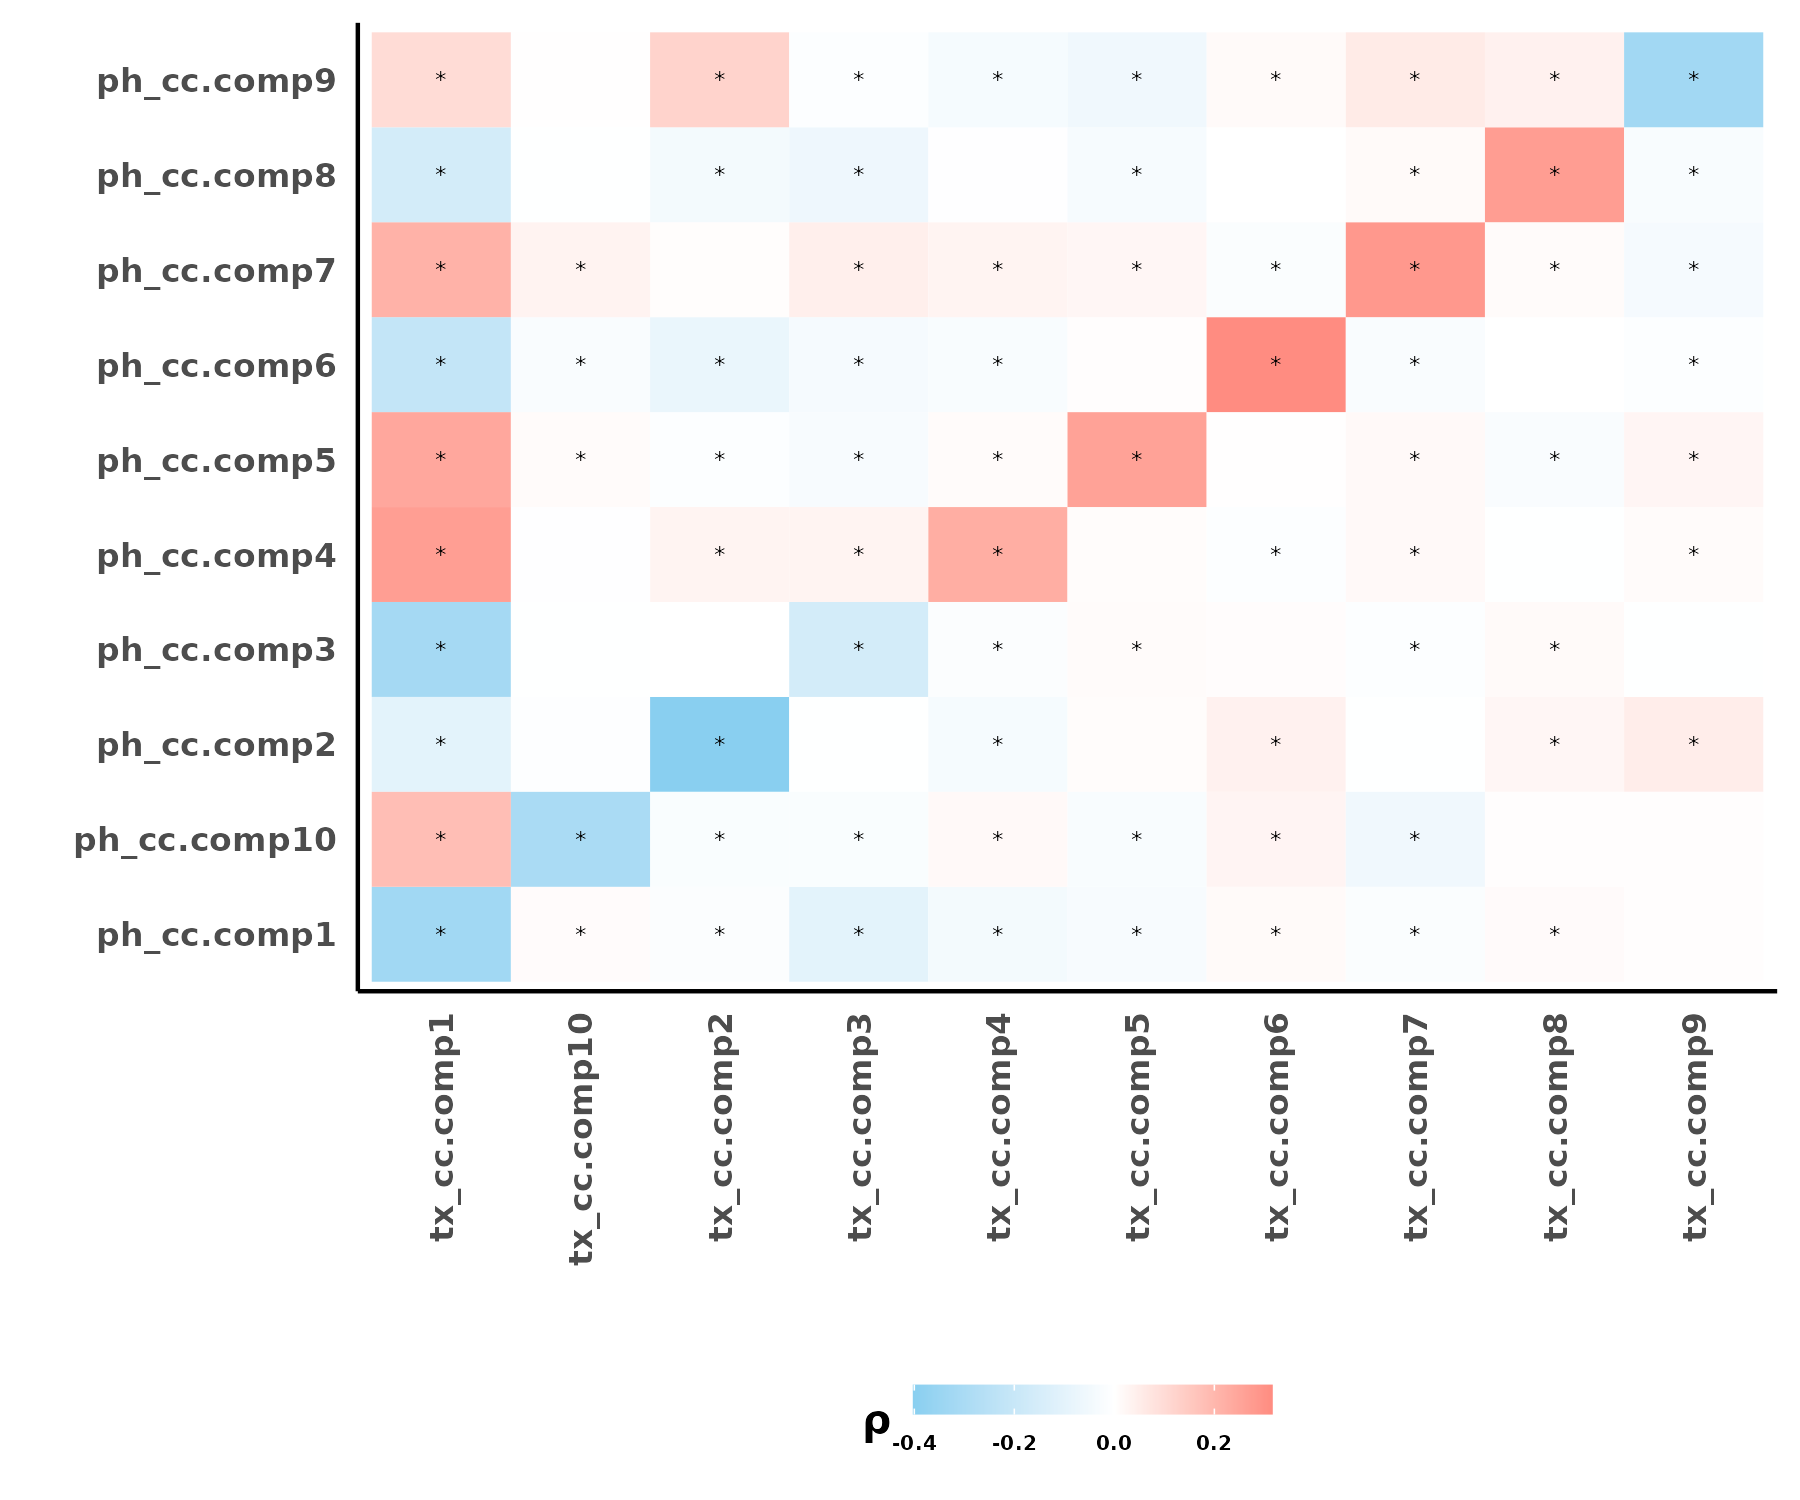 ph_cc.comp9 * * * * * * * * *
ph_cc.comp8 * * * * * * *
ph_cc.comp7 * * * * * * * * *
ph_cc.comp6 * * * * * * * *
ph_cc.comp5 * * * * * * * * *
ph_cc.comp4 * * * * * * *
ph_cc.comp3 * * * * * *
ph_cc.comp2 * * * * * *
ph_cc.comp10 * * * * * * * *
ph_cc.comp1 * * * * * * * * *
tx_cc.comp1
tx_cc.comp10
tx_cc.comp2
tx_cc.comp3
tx_cc.comp4
tx_cc.comp5
tx_cc.comp6
tx_cc.comp7
tx_cc.comp8
tx_cc.comp9
ρ
-0.4 -0.2 0.0 0.2